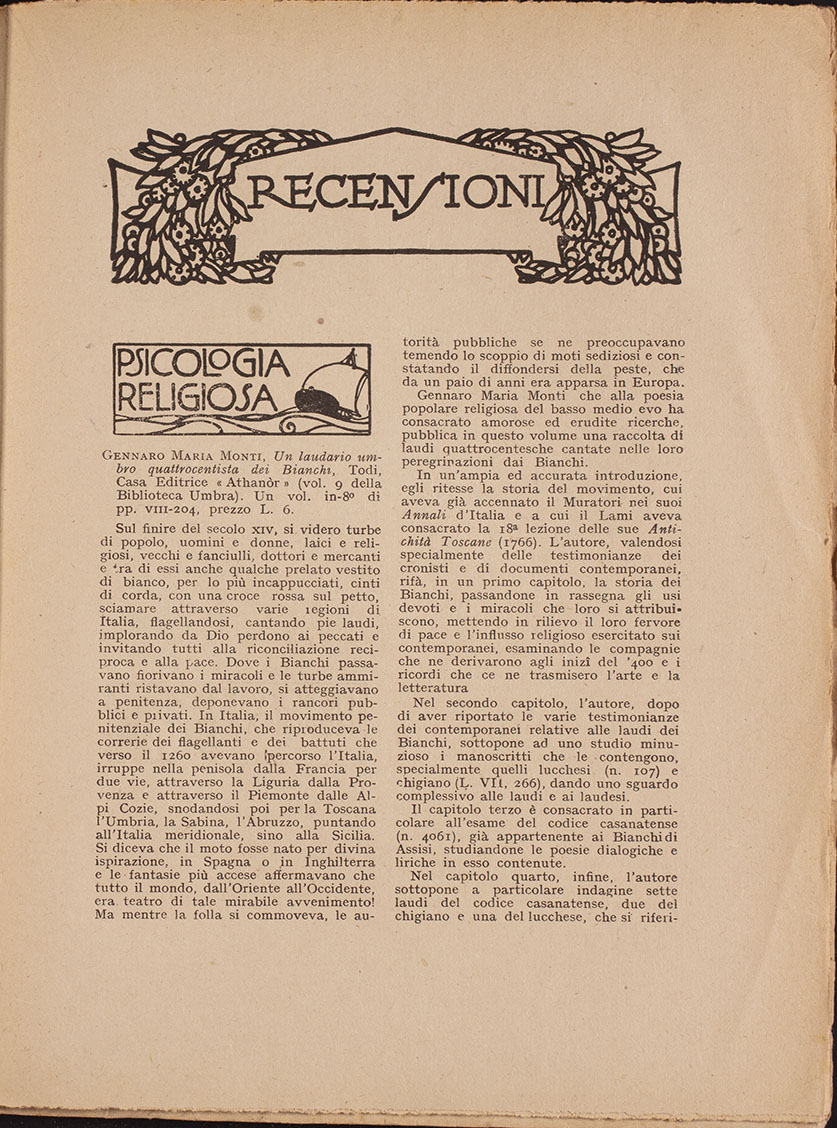 RECENSIONI
PSICOLOGIA
RELIGIOSA
Gennaro Maria Monti, Un laudario um-
bro quattrocentista dei Bianchi, Todi,
Casa Editrice « Athanòr » (vol. 9 della
Biblioteca Umbra). Un vol. in-8º di
pp. VIII-204, prezzo L. 6.
Sul finire del secolo XIV, si videro turbe
di popolo, uomini e donne, laici e reli-
giosi, vecchi e fanciulli, dottori e mercanti
e tra di essi anche qualche prelato vestito
di bianco, per lo più incappucciati, cinti
di corda, con una croce rossa sul petto,
sciamare attraverso varie regioni di
Italia, flagellandosi, cantando pie laudi,
implorando da Dio perdono ai peccati e
invitando tutti alla riconciliazione reci-
proca e alla pace. Dove i Bianchi passa-
vano fiorivano i miracoli e le turbe ammi-
ranti ristavano dal lavoro, si atteggiavano
a penitenza, deponevano i rancori pub-
blici e privati. In Italia, il movimento pe-
nitenziale dei Bianchi, che riproduceva le
correrie dei flagellanti e dei battuti che
verso il 1260 avevano percorso l'Italia,
irruppe nella penisola dalla Francia per
due vie, attraverso la Liguria dalla Pro-
venza e attraverso il Piemonte dalle Al-
pi Cozie, snodandosi poi per la Toscana
l'Umbria, la Sabina, l'Abruzzo, puntando
all'Italia meridionale, sino alla Sicilia.
Si diceva che il moto fosse nato per divina
ispirazione, in Spagna o in Inghilterra
e le fantasie più accese affermavano che
tutto il mondo, dall'Oriente all'Occidente,
era teatro di tale mirabile avvenimento!
Ma mentre la folla si commoveva, le au-
torità pubbliche se ne preoccupavano
temendo lo scoppio di moti sediziosi e con-
statando il diffondersi della peste, che
da un paio di anni era apparsa in Europa.
Gennaro Maria Monti che alla poesia
popolare religiosa del basso medio evo ha
consacrato amorose ed erudite ricerche,
pubblica in questo volume una raccolta di
laudi quattrocentesche cantate nelle loro
peregrinazioni dai Bianchi.
In un'ampia ed accurata introduzione,
egli ritesse la storia del movimento, cui
aveva già accennato il Muratori nei suoi
Annali d'Italia e a cui il Lami aveva
consacrato la 18ª lezione delle sue Anti-
chità Toscane (1766). L'autore, valendosi
specialmente delle testimonianze dei
cronisti e di documenti contemporanei,
rifà, in un primo capitolo, la storia dei
Bianchi, passandone in rassegna gli usi
devoti e i miracoli che loro si attribui-
scono, mettendo in rilievo il loro fervore
di pace e l'influsso religioso esercitato sui
contemporanei, esaminando le compagnie
che ne derivarono agli inizî del '400 e i
ricordi che ce ne trasmisero l'arte e la
letteratura
Nel secondo capitolo, l'autore, dopo
di aver riportato le varie testimonianze
dei contemporanei relative alle laudi dei
Bianchi, sottopone ad uno studio minu-
zioso i manoscritti che le contengono,
specialmente quelli lucchesi (n. 107) e
chigiano (L. VII, 266), dando uno sguardo
complessivo alle laudi e ai laudesi.
Il capitolo terzo è consacrato in parti-
colare all'esame del codice casanatense
(n. 4061), già appartenente ai Bianchi di
Assisi, studiandone le poesie dialogiche e
liriche in esso contenute.
Nel capitolo quarto, infine, l'autore
sottopone a particolare indagine sette
laudi del codice casanatense, due del
chigiano e una del lucchese, che si riferi-